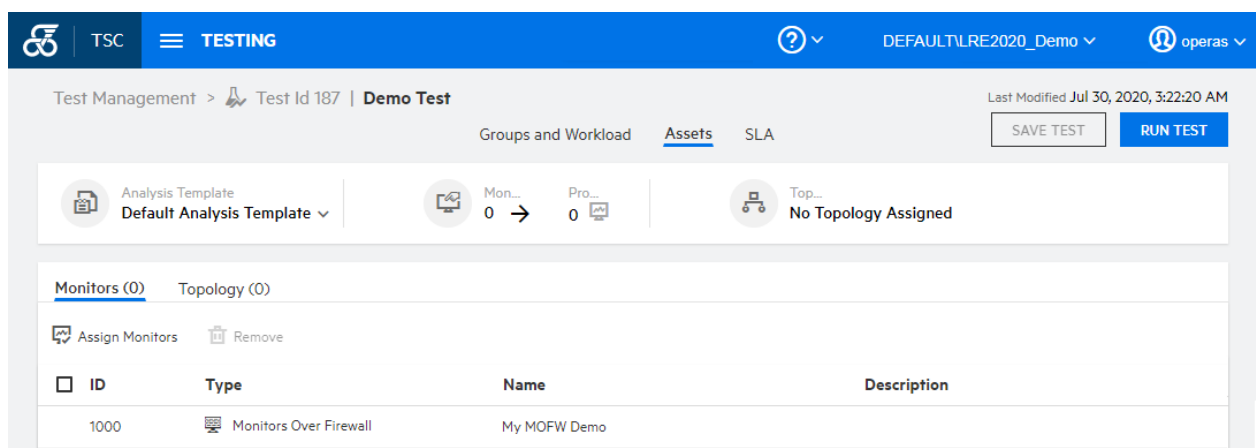 TSC TESTING DEFAULT\LRE2020_Demo operas
Test Management > Test Id 187 | Demo Test
Last Modified Jul 30, 2020, 3:22:20 AM
Groups and Workload Assets SLA SAVE TEST RUN TEST
Analysis Template Mon... Pro... Top...
Default Analysis Template 0 → 0 No Topology Assigned
Monitors (0) Topology (0)
Assign Monitors Remove
ID Type Name Description
1000 Monitors Over Firewall My MOFW Demo